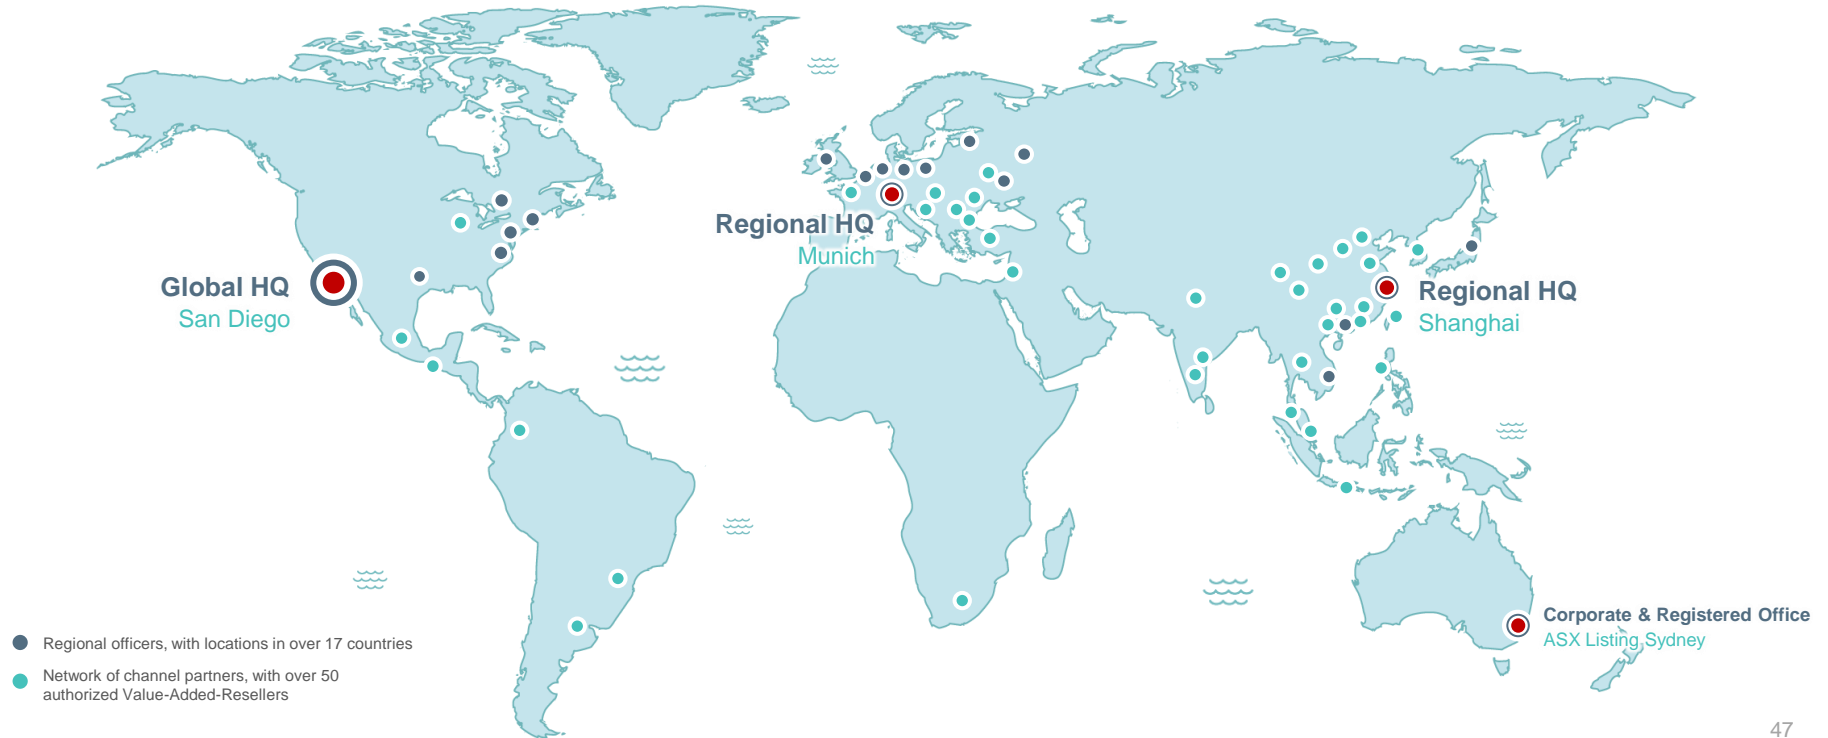 Global HQ
San Diego
Regional HQ
Munich
Regional HQ
Shanghai
Corporate & Registered Office
ASX Listing Sydney
Regional officers, with locations in over 17 countries
Network of channel partners, with over 50
authorized Value-Added-Resellers
47